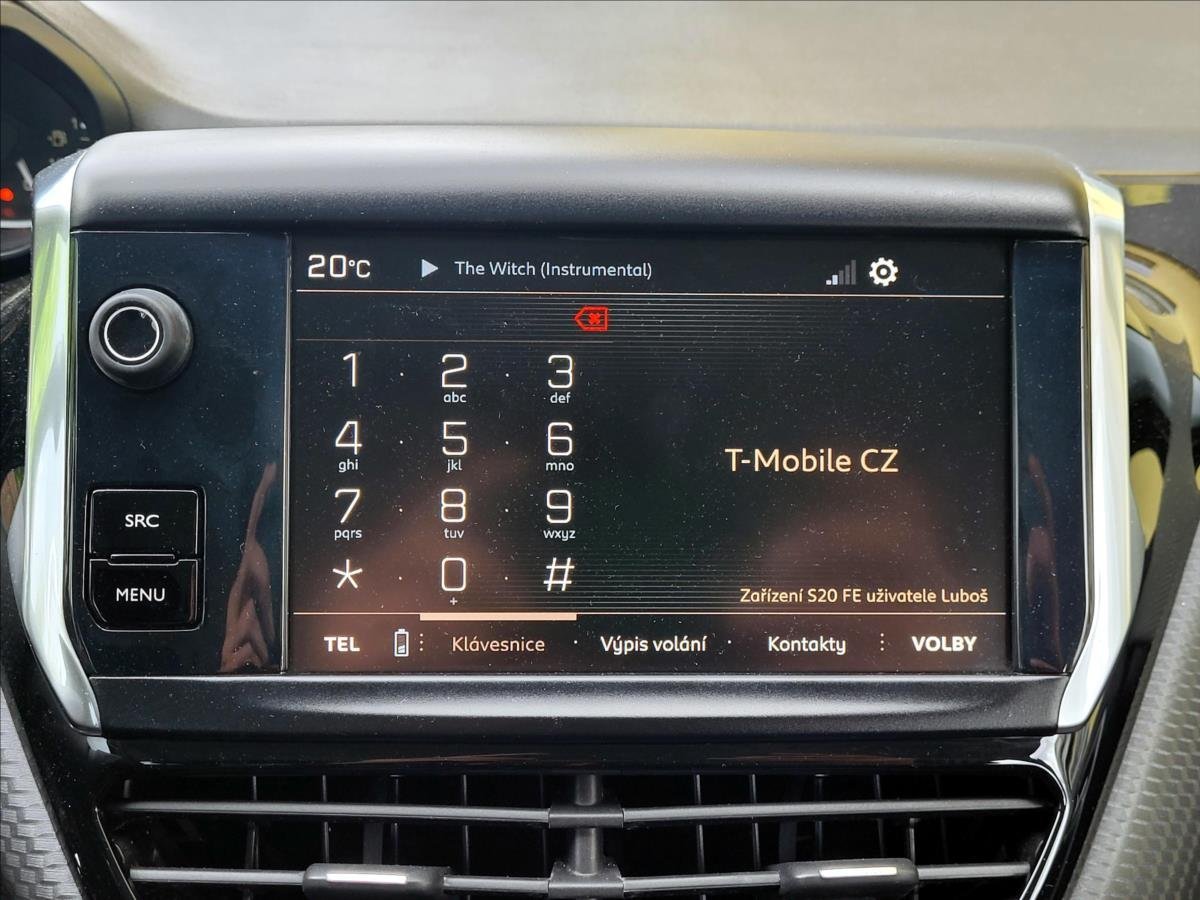 20°C The Witch (Instrumental)
1 2 3
abc def
4 5 6
ghi jkl mno
7 8 9
pqrs tuv wxyz
* 0 #
+
T-Mobile CZ
Zařízení S20 FE uživatele Luboš
TEL Klávesnice Výpis volání Kontakty VOLBY
SRC
MENU